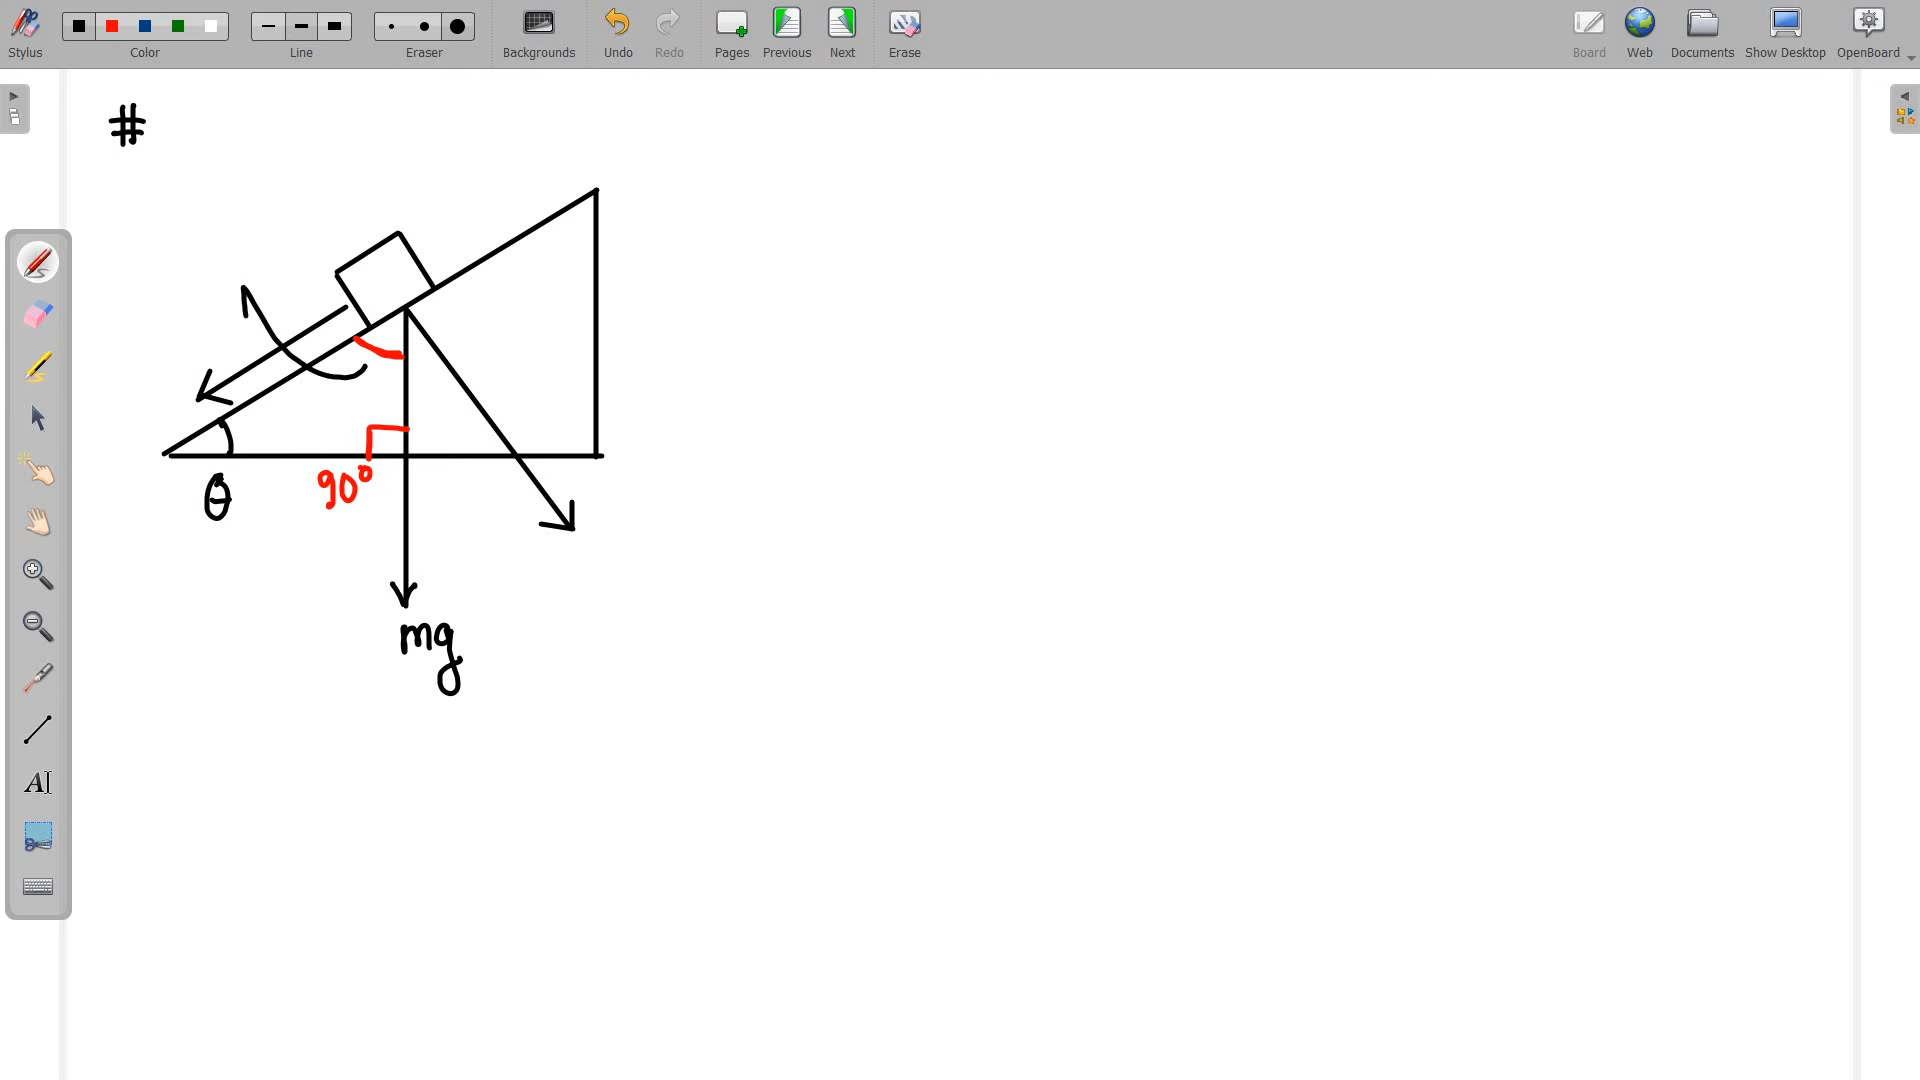 Stylus Color Line Eraser Backgrounds Undo Redo Pages Previous Next Erase Board Web Documents Show Desktop OpenBoard
#
θ
90°
mg
AI